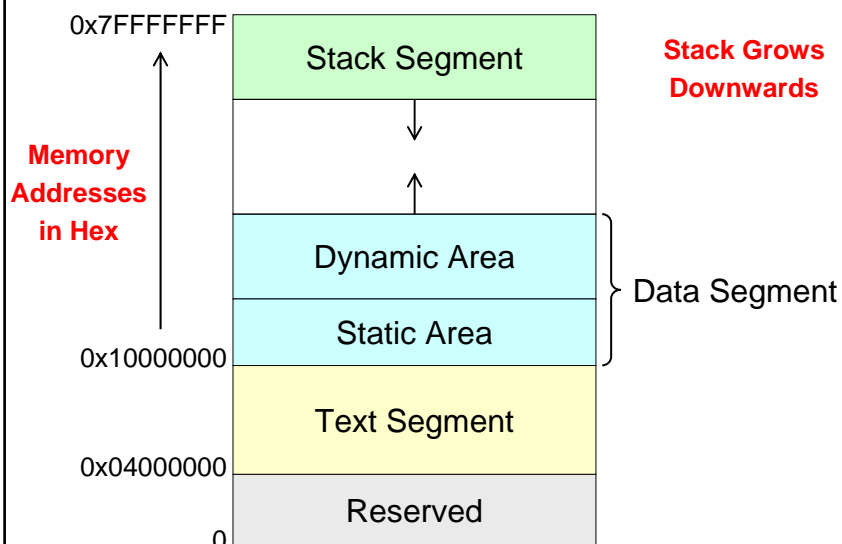 0x7FFFFFFF
Stack Segment
Stack Grows
Downwards
Memory
Addresses
in Hex
Dynamic Area
Data Segment
Static Area
0x10000000
Text Segment
0x04000000
Reserved
0